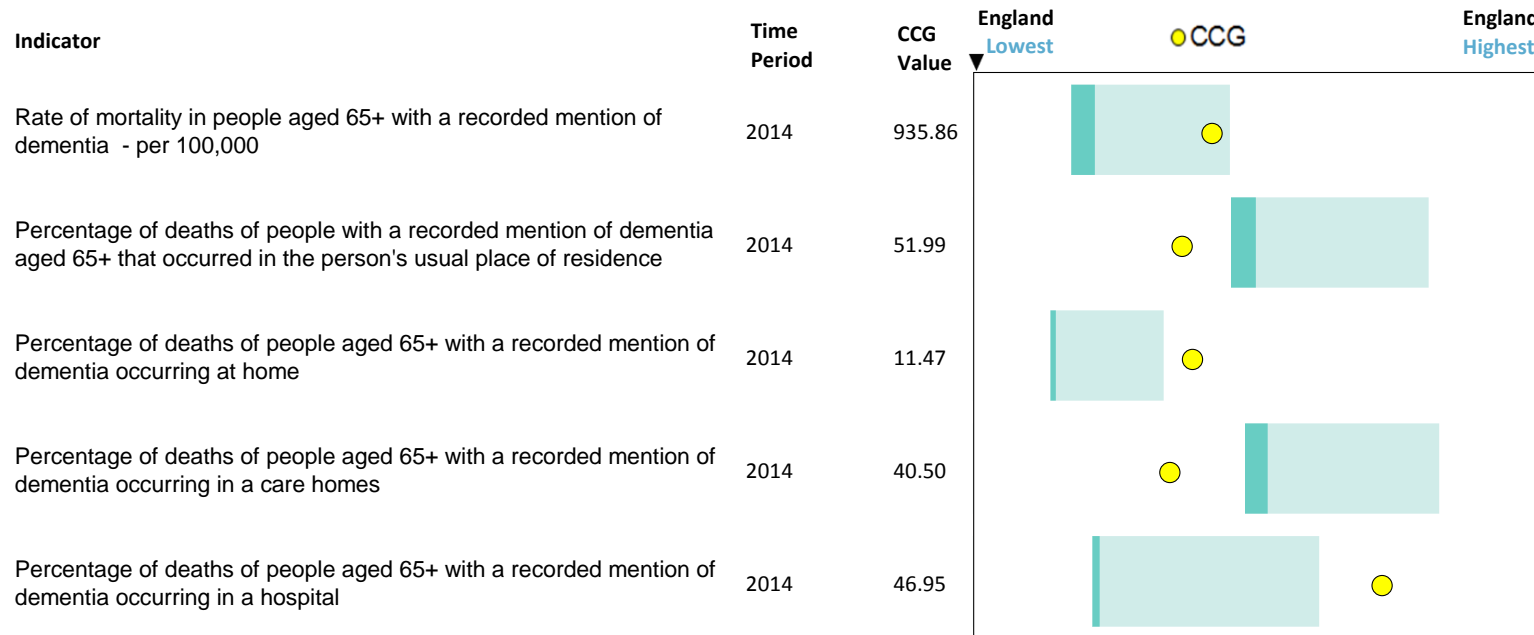 Indicator
Time
Period
CCG
Value
England
Lowest
CCG
England
Highest
Rate of mortality in people aged 65+ with a recorded mention of
dementia  - per 100,000
2014
935.86
Percentage of deaths of people with a recorded mention of dementia
aged 65+ that occurred in the person's usual place of residence
2014
51.99
Percentage of deaths of people aged 65+ with a recorded mention of
dementia occurring at home
2014
11.47
Percentage of deaths of people aged 65+ with a recorded mention of
dementia occurring in a care homes
2014
40.50
Percentage of deaths of people aged 65+ with a recorded mention of
dementia occurring in a hospital
2014
46.95